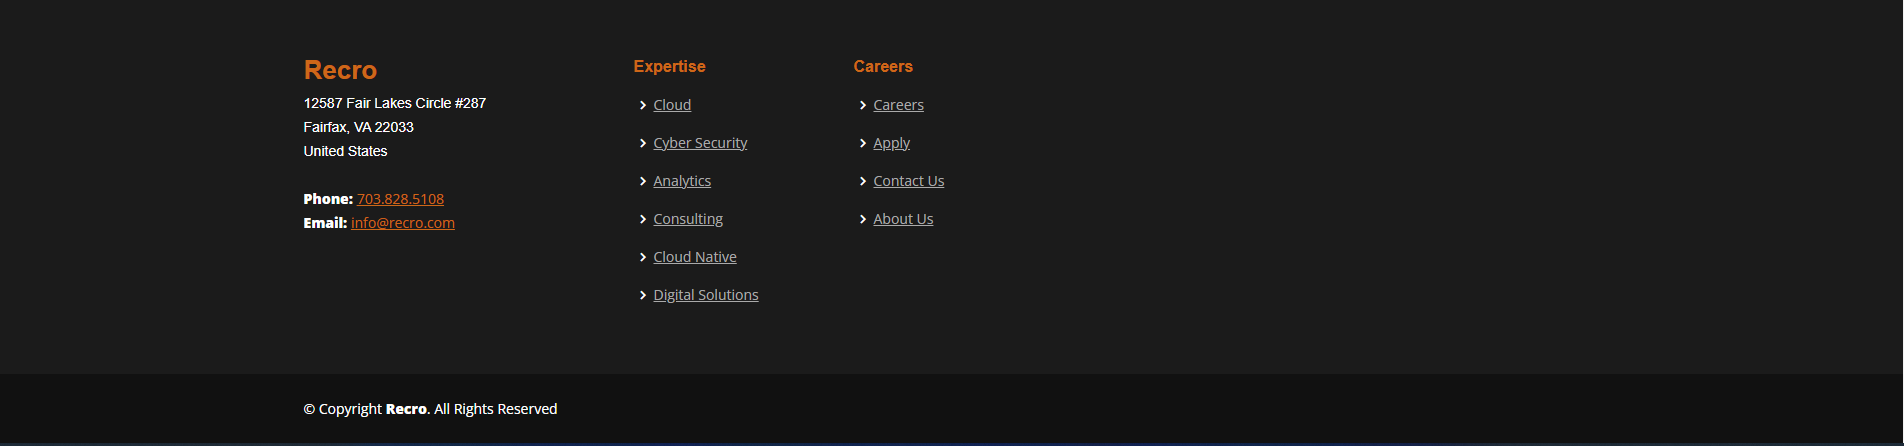 Recro
12587 Fair Lakes Circle #287
Fairfax, VA 22033
United States
Phone: 703.828.5108
Email: info@recro.com
Expertise
Cloud
Cyber Security
Analytics
Consulting
Cloud Native
Digital Solutions
Careers
Careers
Apply
Contact Us
About Us
© Copyright Recro. All Rights Reserved